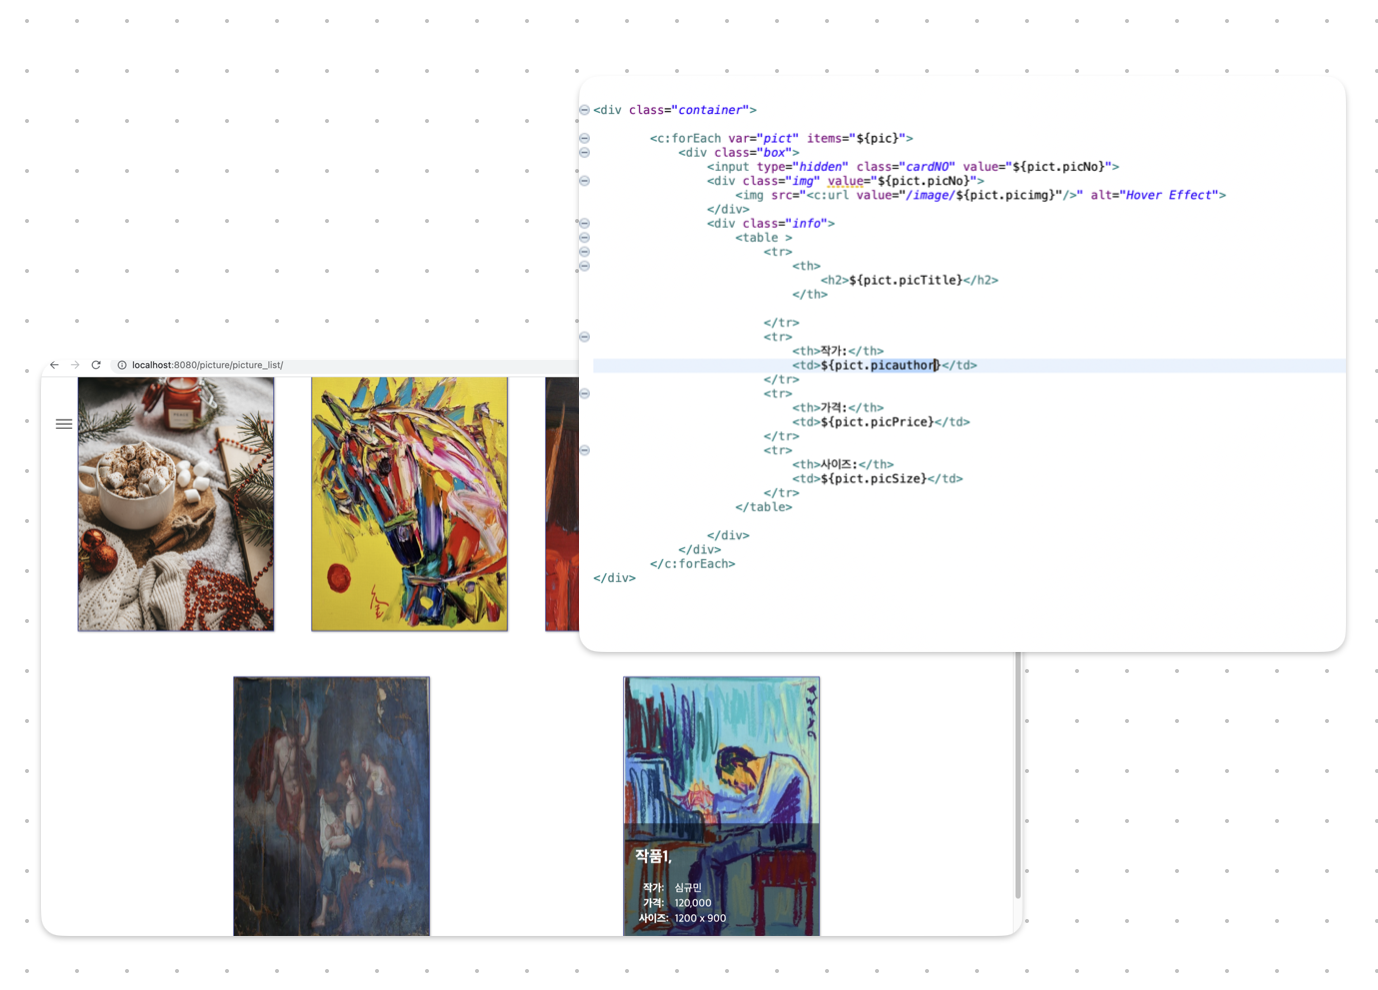 <div class="container">
<c:forEach var="pict" items="${pic}">
<div class="box">
<input type="hidden" class="cardNO" value="${pict.picNo}">
<div class="img" value="${pict.picNo}">
<img src="<c:url value="/image/${pict.picimg}"/>" alt="Hover Effect">
</div>
<div class="info">
<table >
<tr>
<th>
<h2>${pict.picTitle}</h2>
</th>
</tr>
<tr>
<th>작가:</th>
<td>${pict.picauthor}</td>
</tr>
<tr>
<th>가격:</th>
<td>${pict.picPrice}</td>
</tr>
<tr>
<th>사이즈:</th>
<td>${pict.picSize}</td>
</tr>
</table>
</div>
</div>
</c:forEach>
</div>
localhost:8080/picture/picture_list/
작품1,
작가: 심규민
가격: 120,000
사이즈: 1200 x 900